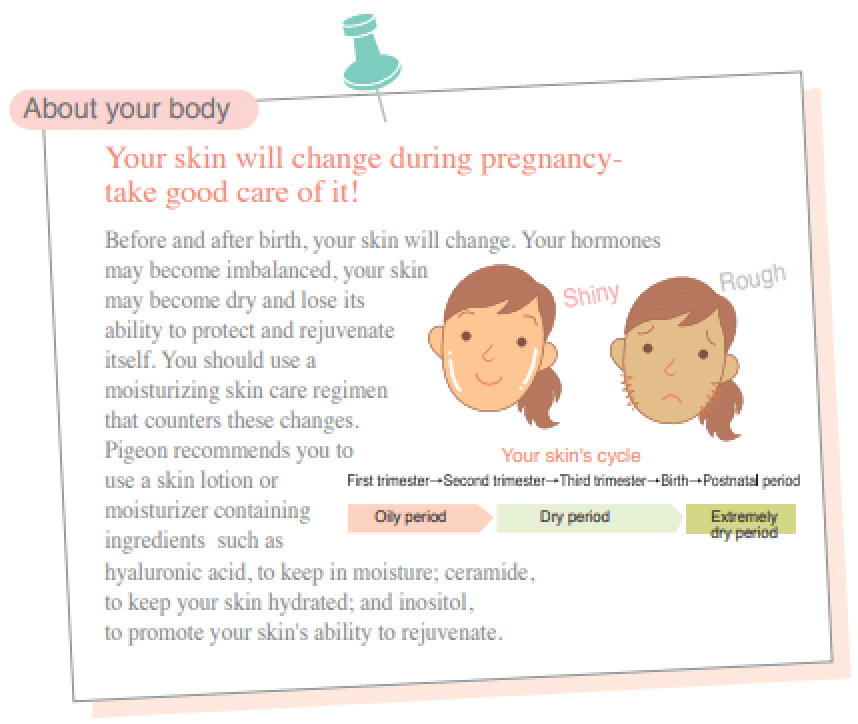 About your body
Your skin will change during pregnancy-
take good care of it!
Before and after birth, your skin will change. Your hormones
may become imbalanced, your skin
may become dry and lose its
ability to protect and rejuvenate
itself. You should use a
moisturizing skin care regimen
that counters these changes.
Pigeon recommends you to
use a skin lotion or
moisturizer containing
ingredients  such as
hyaluronic acid, to keep in moisture; ceramide,
to keep your skin hydrated; and inositol,
to promote your skin's ability to rejuvenate.
Shiny
Rough
Your skin's cycle
First trimester→Second trimester→Third trimester→Birth→Postnatal period
Oily period
Dry period
Extremely
dry period